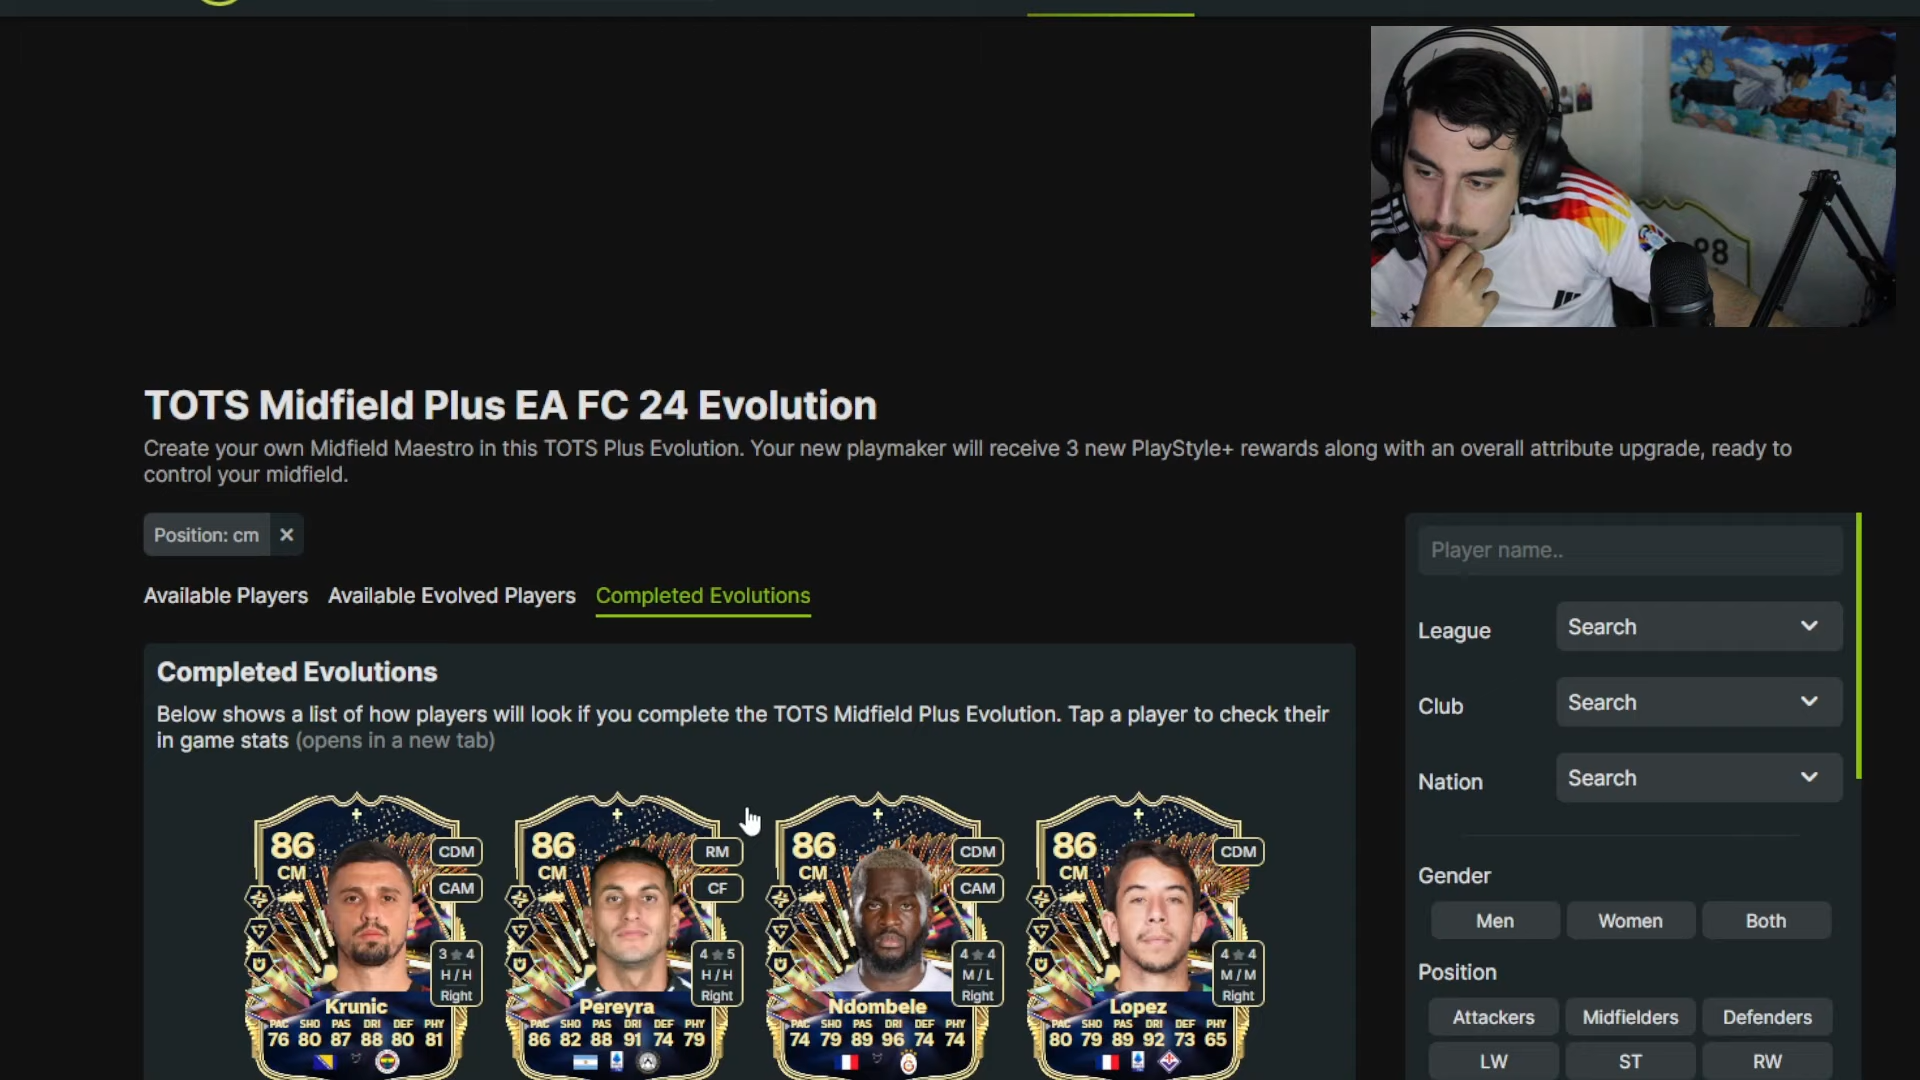 98
TOTS Midfield Plus EA FC 24 Evolution
Create your own Midfield Maestro in this TOTS Plus Evolution. Your new playmaker will receive 3 new PlayStyle+ rewards along with an overall attribute upgrade, ready to
control your midfield.
Position: cm ×
Available Players Available Evolved Players Completed Evolutions
Completed Evolutions
Below shows a list of how players will look if you complete the TOTS Midfield Plus Evolution. Tap a player to check their
in game stats (opens in a new tab)
86
CM
CDM
CAM
3 ★ 4
H / H
Right
Krunic
PAC SHO PAS DRI DEF PHY
76 80 87 88 80 81
86
CM
RM
CF
4 ★ 5
H / H
Right
Pereyra
PAC SHO PAS DRI DEF PHY
86 82 88 91 74 79
86
CM
CDM
CAM
4 ★ 4
M / L
Right
Ndombele
PAC SHO PAS DRI DEF PHY
74 79 89 96 74 74
86
CM
CDM
4 ★ 4
M / M
Right
Lopez
PAC SHO PAS DRI DEF PHY
80 79 89 92 73 65
Player name..
League Search
Club Search
Nation Search
Gender
Men Women Both
Position
Attackers Midfielders Defenders
LW ST RW